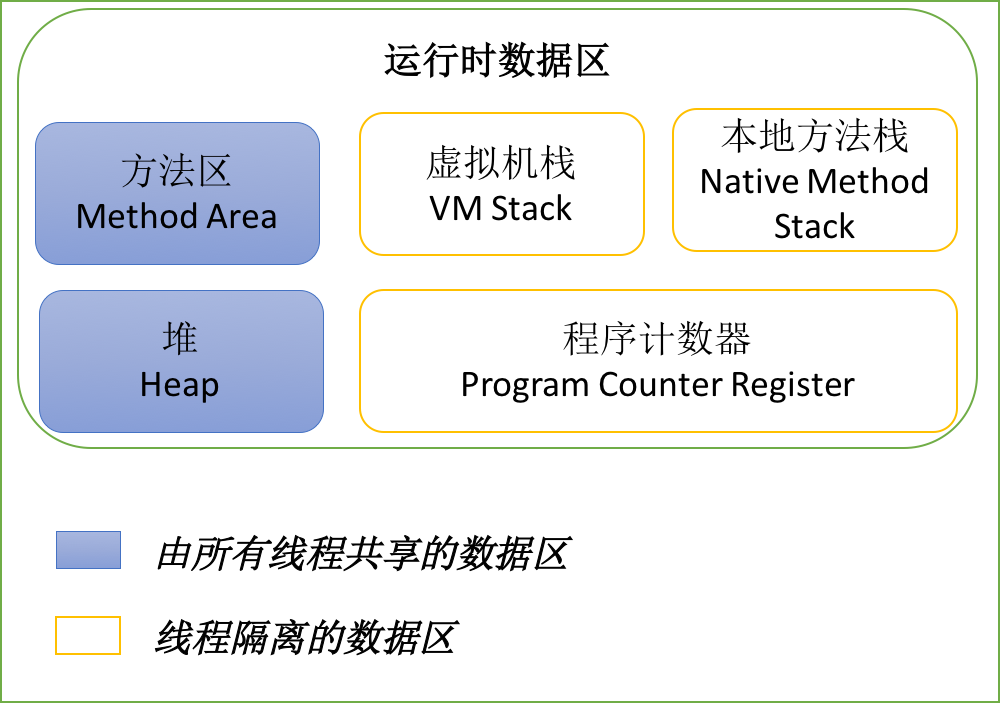 运行时数据区
方法区
Method Area
虚拟机栈
VM Stack
本地方法栈
Native Method
Stack
堆
Heap
程序计数器
Program Counter Register
由所有线程共享的数据区
线程隔离的数据区